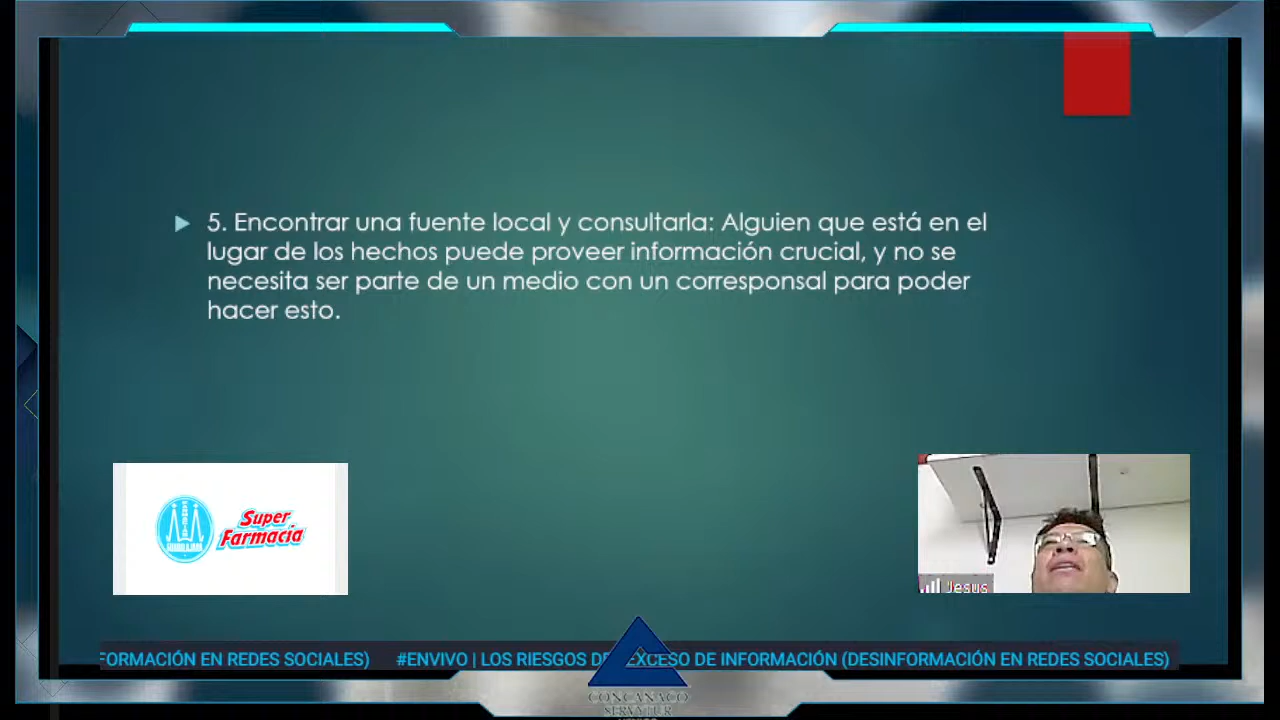 5. Encontrar una fuente local y consultarla: Alguien que está en el
lugar de los hechos puede proveer información crucial, y no se
necesita ser parte de un medio con un corresponsal para poder
hacer esto.
Super
Farmacia
Jesus
FORMACIÓN EN REDES SOCIALES) #ENVIVO | LOS RIESGOS DE EXCESO DE INFORMACIÓN (DESINFORMACIÓN EN REDES SOCIALES)
CONCANACO
SERVYTUR